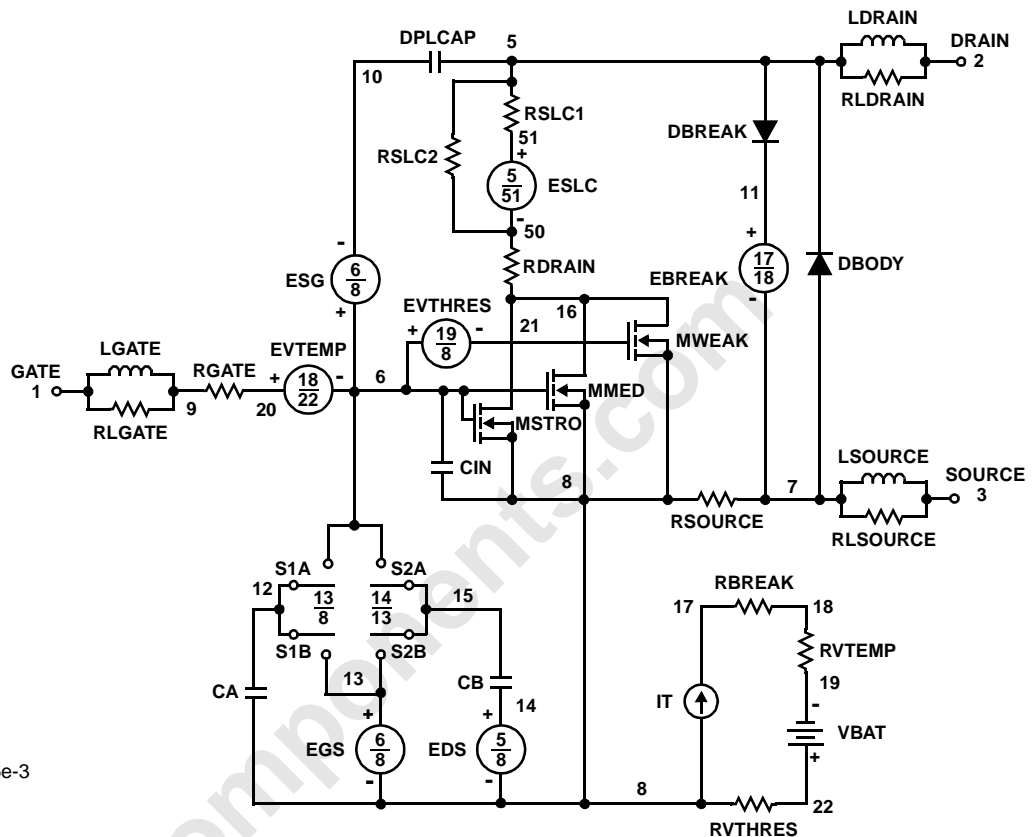 LDRAIN
DPLCAP 5 DRAIN
10 2
RSLC1 RLDRAIN
51 DBREAK
RSLC2 +
5
51
ESLC
11
-
50
- +
6
8
ESG
RDRAIN
17
18
EBREAK
DBODY
+
-
EVTHRES
+
19
8
-
21
16
MWEAK
LGATE
GATE
1
RGATE
EVTEMP
+
18
22
-
6
9
20
RLGATE
MMED
MSTRO
CIN
8
LSOURCE
7
SOURCE
3
RSOURCE
RLSOURCE
S1A
S2A
12
13
8
14
13
15
RBREAK
17
18
S1B
S2B
RVTEMP
13
CA
CB
19
14
IT
-
VBAT
+
+
EGS
6
8
EDS
5
8
+
-
-
e-3
8
22
RVTHRES
omponents.com